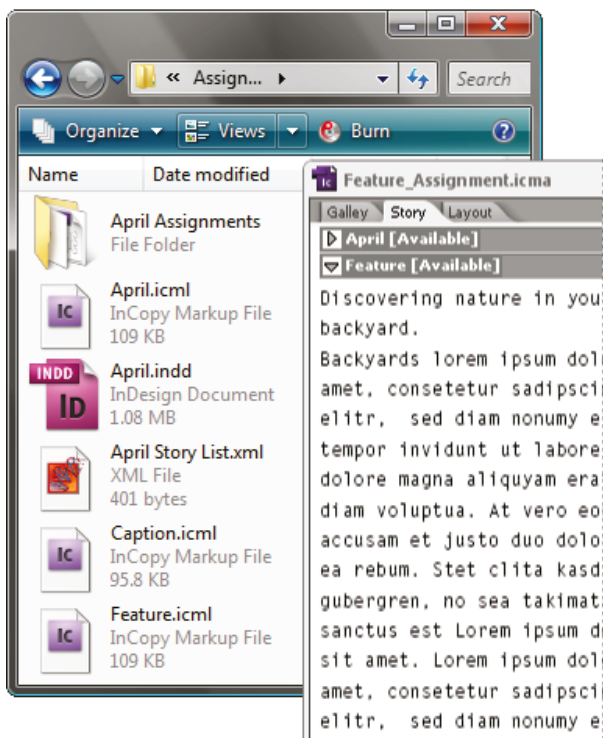 « Assign...
Search
Organize Views Burn
Name Date modified
April Assignments
File Folder
IC
April.icml
InCopy Markup File
109 KB
INDD
ID
April.indd
InDesign Document
1.08 MB
April Story List.xml
XML File
401 bytes
IC
Caption.icml
InCopy Markup File
95.8 KB
IC
Feature.icml
InCopy Markup File
109 KB
Ic Feature_Assignment.icma
Galley Story Layout
April [Available]
Feature [Available]
Discovering nature in you
backyard.
Backyards lorem ipsum dol
amet, consetetur sadipsci
elitr, sed diam nonumy e
tempor invidunt ut labore
dolore magna aliquyam era
diam voluptua. At vero eo
accusam et justo duo dolo
ea rebum. Stet clita kasd
gubergren, no sea takimat
sanctus est Lorem ipsum d
sit amet. Lorem ipsum dol
amet, consetetur sadipsci
elitr, sed diam nonumy e